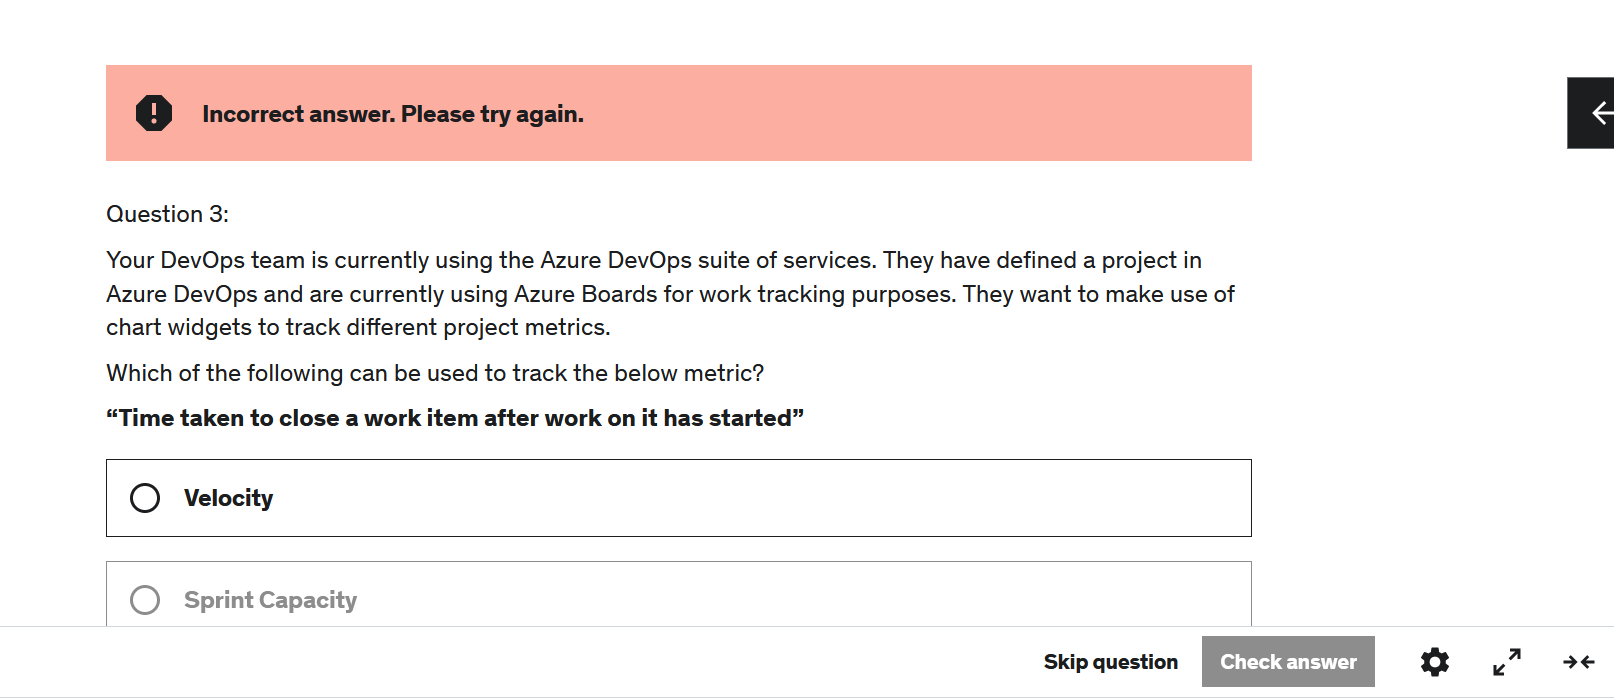 Incorrect answer. Please try again.
Question 3:
Your DevOps team is currently using the Azure DevOps suite of services. They have defined a project in
Azure DevOps and are currently using Azure Boards for work tracking purposes. They want to make use of
chart widgets to track different project metrics.
Which of the following can be used to track the below metric?
“Time taken to close a work item after work on it has started”
Velocity
Sprint Capacity
Skip question
Check answer